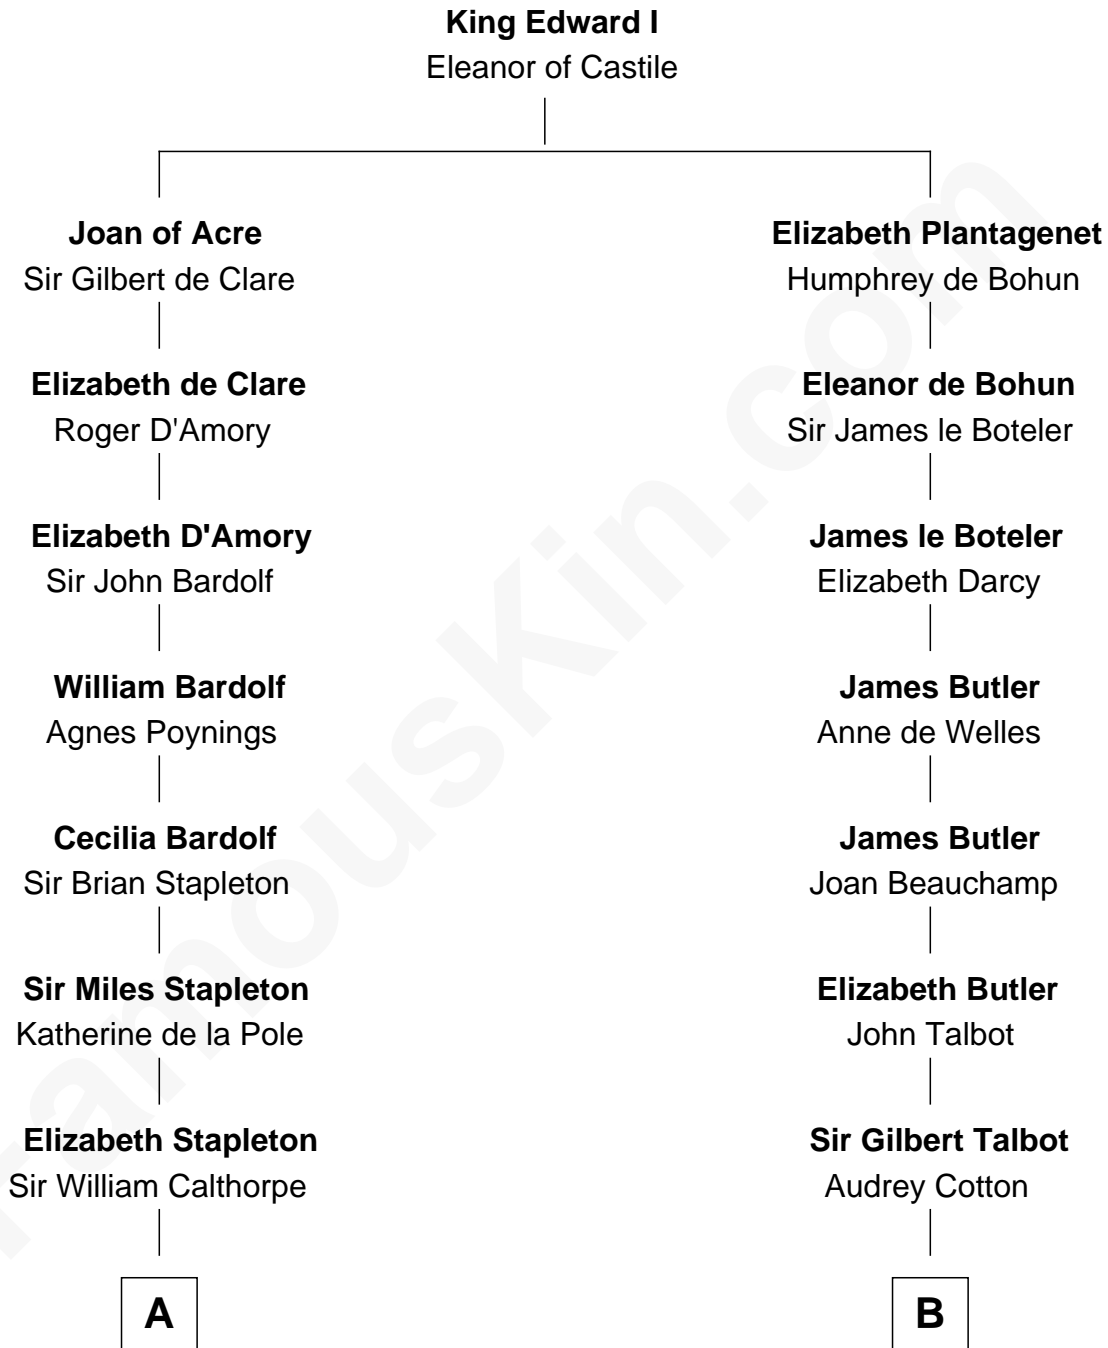 King Edward I
Eleanor of Castile
Joan of Acre
Sir Gilbert de Clare
Elizabeth Plantagenet
Humphrey de Bohun
Elizabeth de Clare
Roger D'Amory
Eleanor de Bohun
Sir James le Boteler
Elizabeth D'Amory
Sir John Bardolf
James le Boteler
Elizabeth Darcy
William Bardolf
Agnes Poynings
James Butler
Anne de Welles
Cecilia Bardolf
Sir Brian Stapleton
James Butler
Joan Beauchamp
Sir Miles Stapleton
Katherine de la Pole
Elizabeth Butler
John Talbot
Elizabeth Stapleton
Sir William Calthorpe
Sir Gilbert Talbot
Audrey Cotton
A
B
FamousKin.com